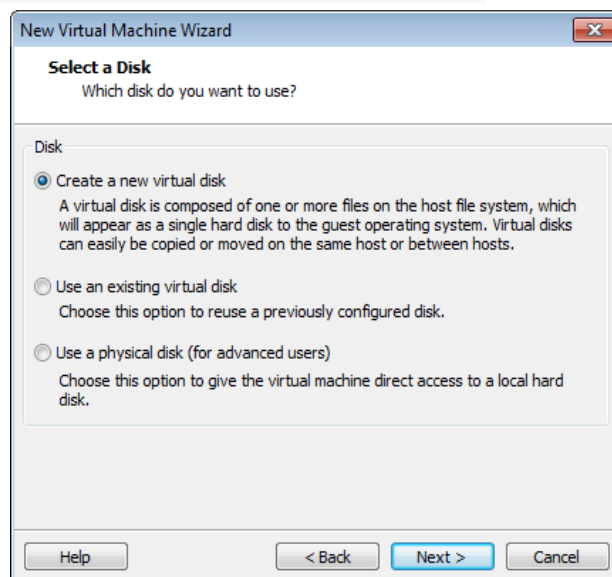 New Virtual Machine Wizard
Select a Disk
Which disk do you want to use?
Disk
Create a new virtual disk
A virtual disk is composed of one or more files on the host file system, which
will appear as a single hard disk to the guest operating system. Virtual disks
can easily be copied or moved on the same host or between hosts.
Use an existing virtual disk
Choose this option to reuse a previously configured disk.
Use a physical disk (for advanced users)
Choose this option to give the virtual machine direct access to a local hard
disk.
Help
< Back
Next >
Cancel